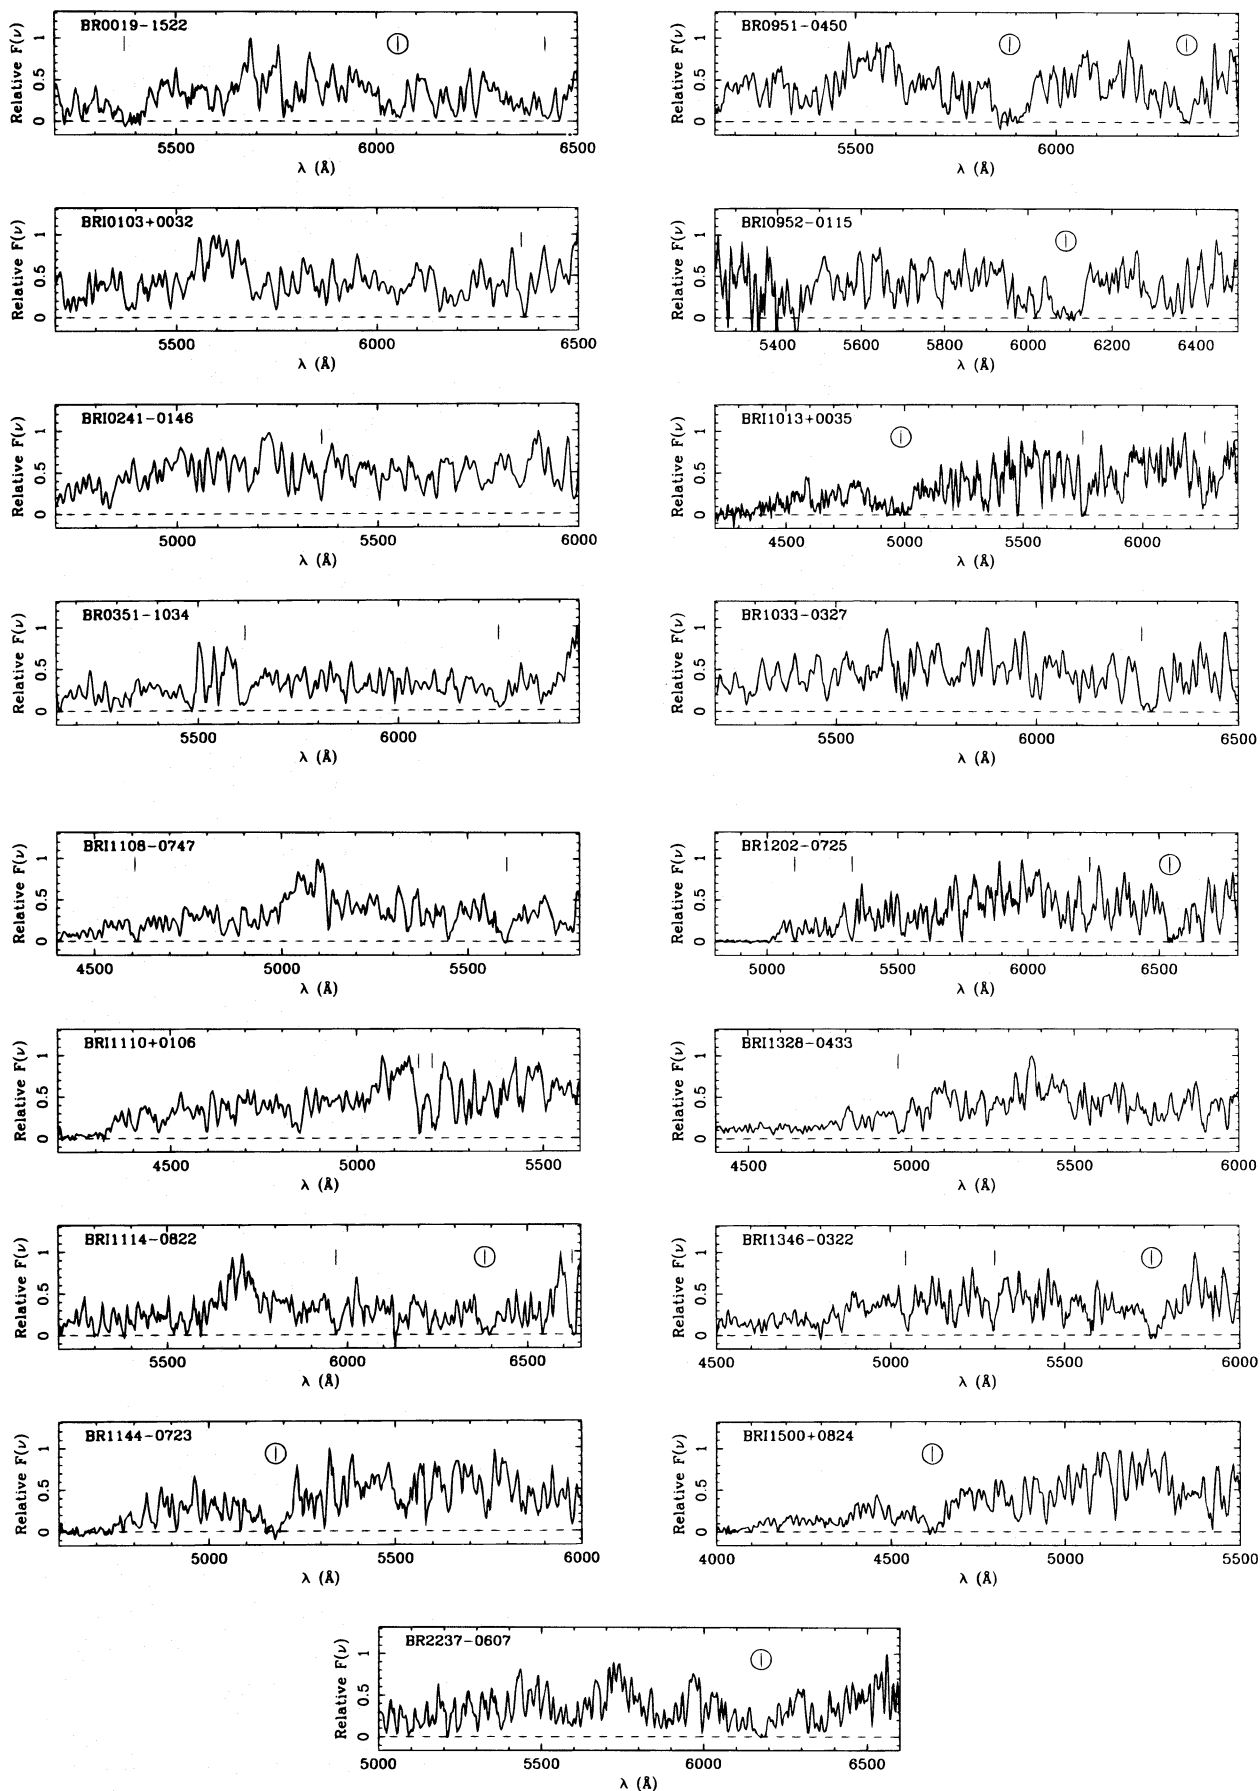 BR0019-1522
Relative F(ν)
0 0.5 1
5500 6000 6500
λ (Å)
BR0951-0450
Relative F(ν)
0 0.5 1
5500 6000
λ (Å)
BRI0103+0032
Relative F(ν)
0 0.5 1
5500 6000 6500
λ (Å)
BRI0952-0115
Relative F(ν)
0 0.5 1
5400 5600 5800 6000 6200 6400
λ (Å)
BRI0241-0146
Relative F(ν)
0 0.5 1
5000 5500 6000
λ (Å)
BRI1013+0035
Relative F(ν)
0 0.5 1
4500 5000 5500 6000
λ (Å)
BR0351-1034
Relative F(ν)
0 0.5 1
5500 6000
λ (Å)
BR1033-0327
Relative F(ν)
0 0.5 1
5500 6000 6500
λ (Å)
BRI1108-0747
Relative F(ν)
0 0.5 1
4500 5000 5500
λ (Å)
BR1202-0725
Relative F(ν)
0 0.5 1
5000 5500 6000 6500
λ (Å)
BRI1110+0106
Relative F(ν)
0 0.5 1
4500 5000 5500
λ (Å)
BRI1328-0433
Relative F(ν)
0 0.5 1
4500 5000 5500 6000
λ (Å)
BRI1114-0822
Relative F(ν)
0 0.5 1
5500 6000 6500
λ (Å)
BRI1346-0322
Relative F(ν)
0 0.5 1
4500 5000 5500 6000
λ (Å)
BR1144-0723
Relative F(ν)
0 0.5 1
5000 5500 6000
λ (Å)
BRI1500+0824
Relative F(ν)
0 0.5 1
4000 4500 5000 5500
λ (Å)
BR2237-0607
Relative F(ν)
0 0.5 1
5000 5500 6000 6500
λ (Å)